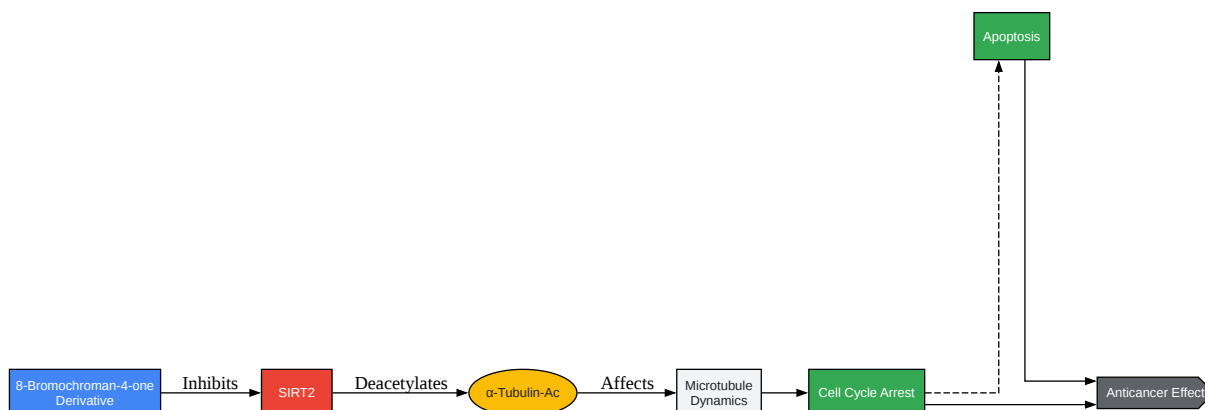 Apoptosis
8-Bromochroman-4-one
Derivative
Inhibits
SIRT2
Deacetylates
α-Tubulin-Ac
Affects
Microtubule
Dynamics
Cell Cycle Arrest
Anticancer Effect